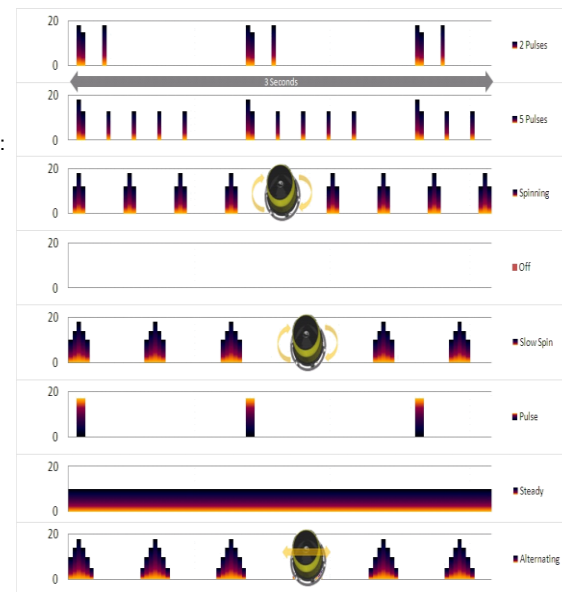 20
0
2 Pulses
3 Seconds
20
:
0
5 Pulses
20
0
Spinning
20
0
Off
20
0
Slow Spin
20
0
Pulse
20
0
Steady
20
0
Alternating